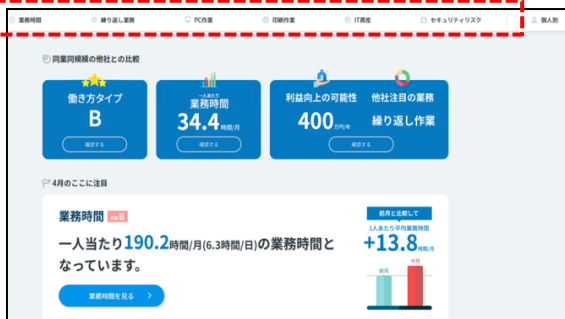 業務時間 繰り返し業務 PC作業 印刷作業 IT資産 セキュリティリスク 個人別
同業同規模の他社との比較
働き方タイプ
B
確認する
一人あたり
業務時間
34.4 時間/月
確認する
利益向上の可能性 他社注目の業務
400 万円/年 繰り返し作業
確認する
4月のここに注目
業務時間 B
一人当たり190.2時間/月(6.3時間/日)の業務時間と
なっています。
業務時間を見る
前月と比較して
1人あたり平均業務時間
+13.8 時間/月
今月
前月